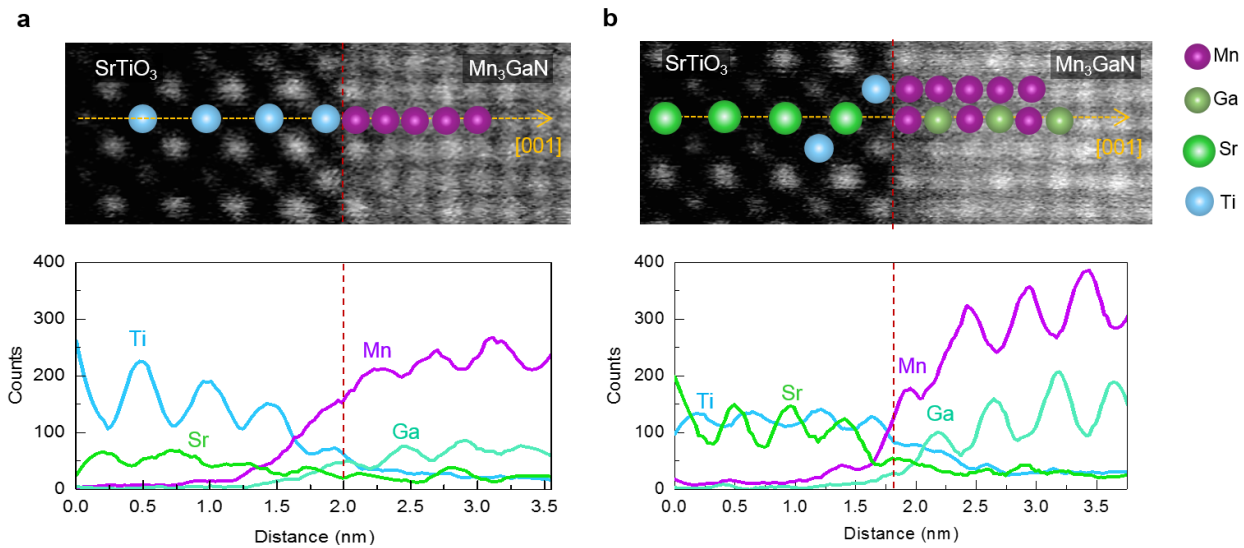 a
SrTiO3
Mn3GaN
[001]
400
300
200
100
0
Counts
Ti
Sr
Mn
Ga
0.0 0.5 1.0 1.5 2.0 2.5 3.0 3.5
Distance (nm)
b
SrTiO3
Mn3GaN
[001]
Mn
Ga
Sr
Ti
400
300
200
100
0
Counts
Ti
Sr
Mn
Ga
0.0 0.5 1.0 1.5 2.0 2.5 3.0 3.5
Distance (nm)